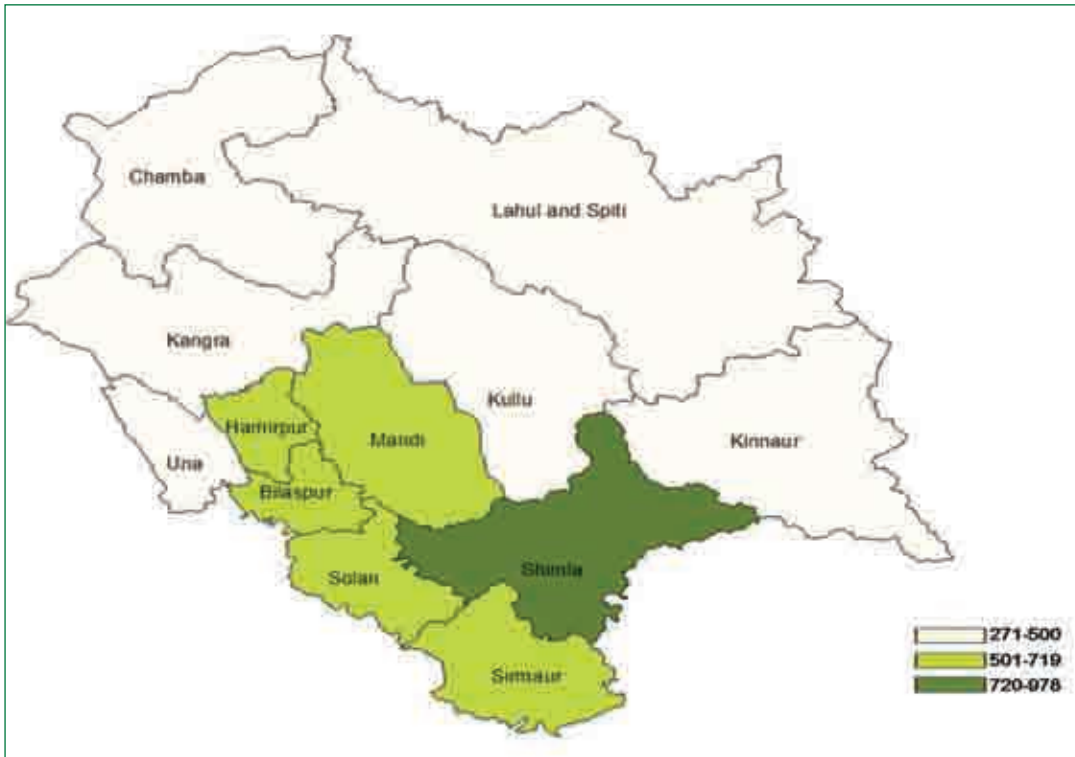 Chamba
Lahul and Spiti
Kangra
Kullu
Hamirpur
Mandi
Kinnaur
Una
Bilaspur
Shimla
Solan
Sirmaur
271-500
501-719
720-978